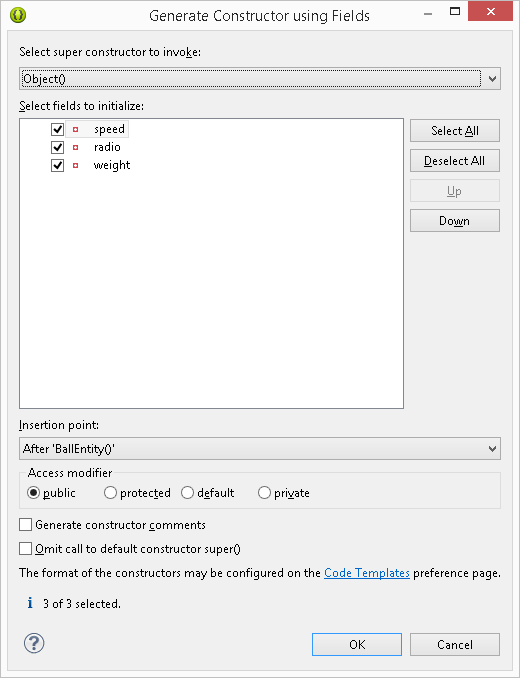 Generate Constructor using Fields
Select super constructor to invoke:
Object()
Select fields to initialize:
speed
radio
weight
Select All
Deselect All
Up
Down
Insertion point:
After 'BallEntity()'
Access modifier
public protected default private
Generate constructor comments
Omit call to default constructor super()
The format of the constructors may be configured on the Code Templates preference page.
3 of 3 selected.
OK Cancel